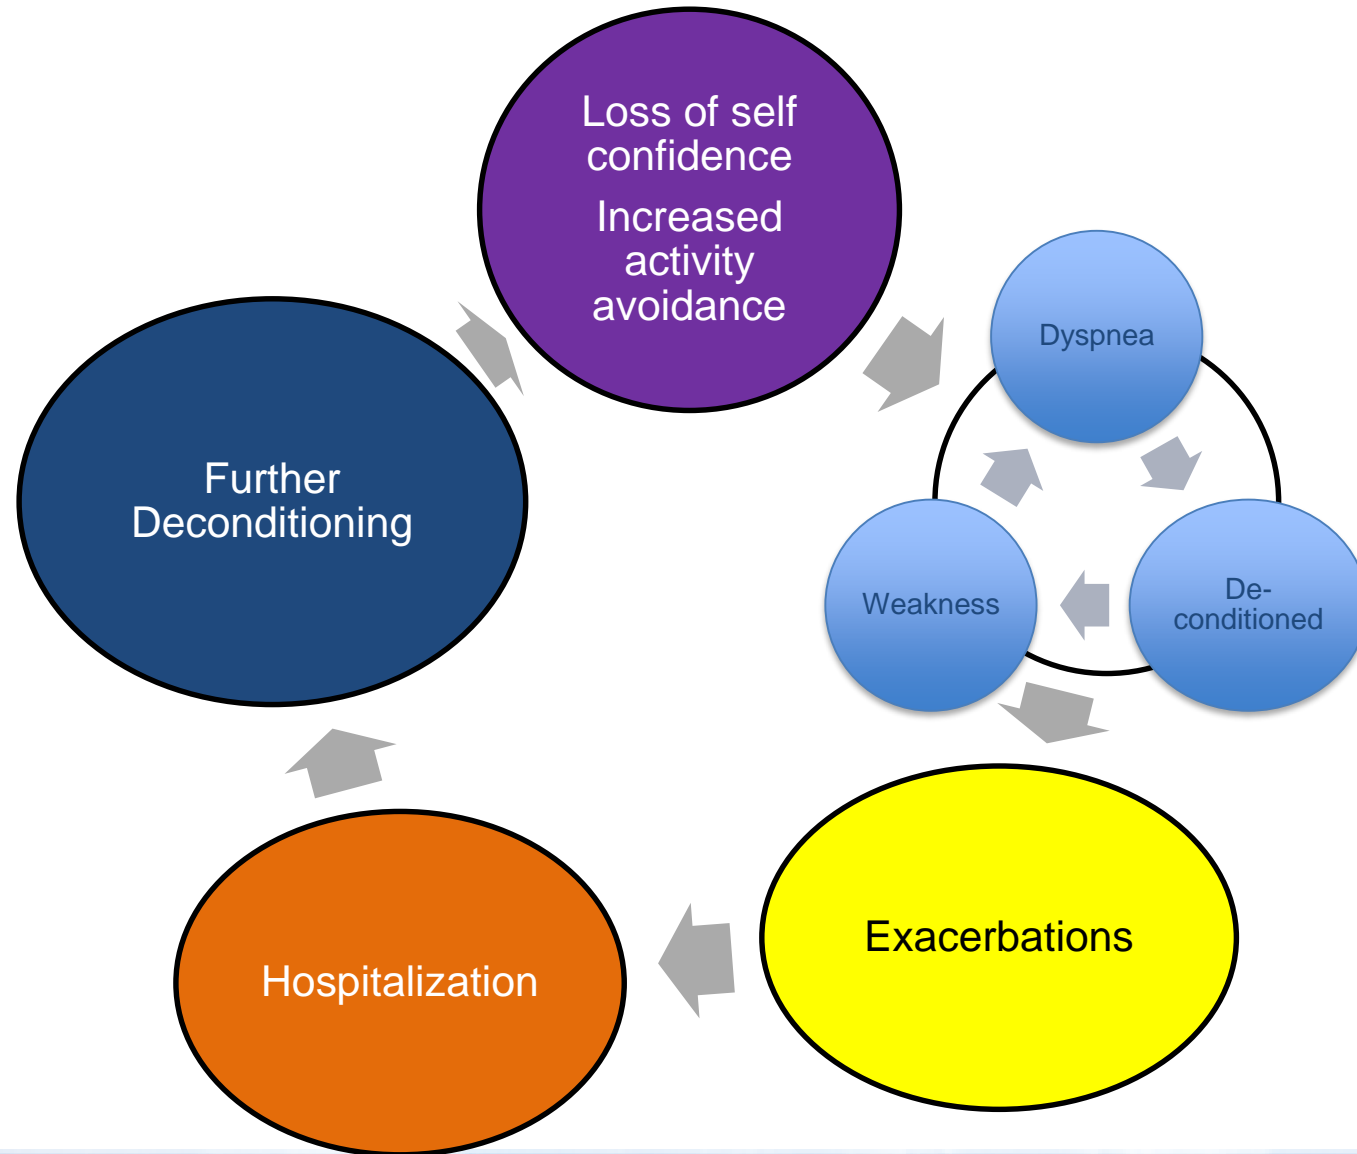 Loss of self
confidence
Increased
activity
avoidance
Dyspnea
De-
conditioned
Weakness
Exacerbations
Hospitalization
Further
Deconditioning